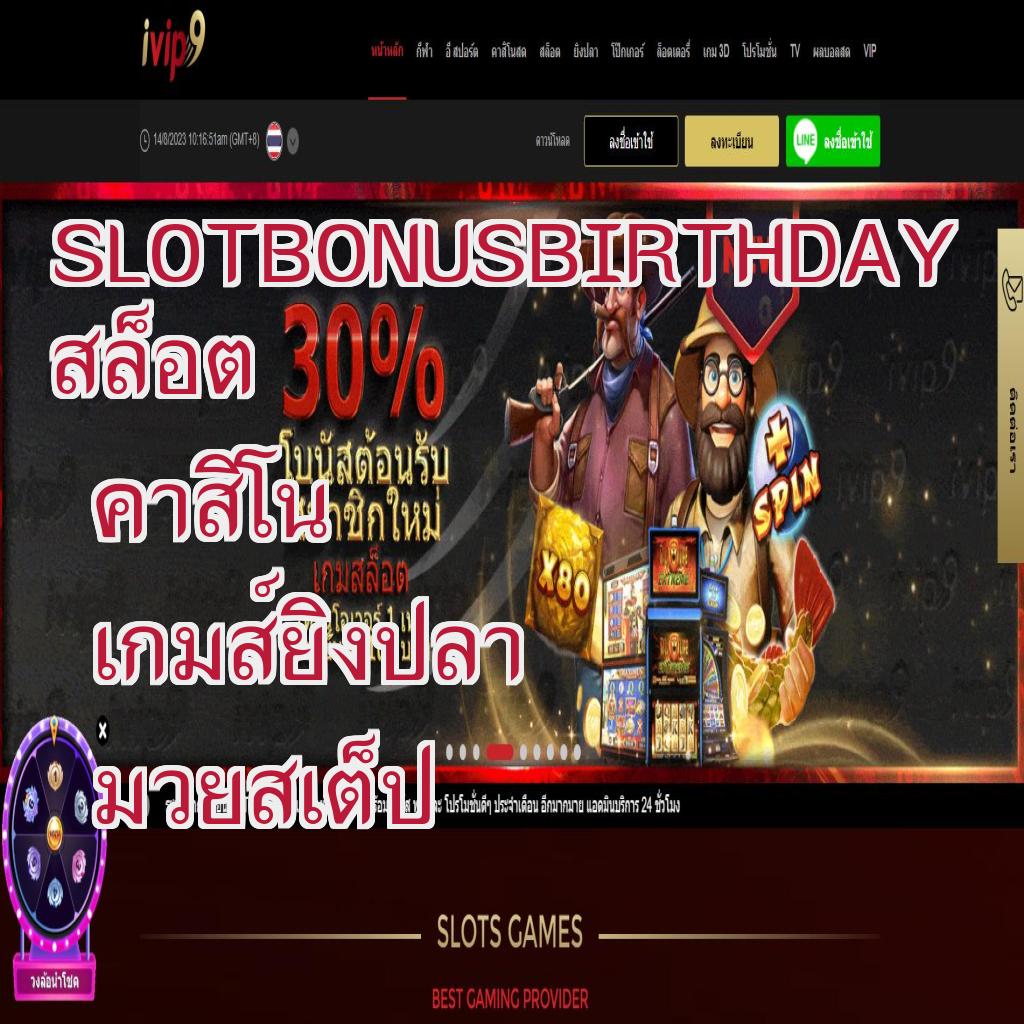 ivip9
หน้าหลัก กีฬา อี สปอร์ต คาสิโนสด สล็อต ยิงปลา โป๊กเกอร์ ล็อตเตอรี่ เกม 3D โปรโมชั่น TV ผลบอลสด VIP
14/8/2023 10:16:51am (GMT+8)
ดาวน์โหลด ลงชื่อเข้าใช้ ลงทะเบียน LINE ลงชื่อเข้าใช้
SLOTBONUSBIRTHDAY
สล็อต
30%
โบนัสต้อนรับ
คาสิโน
เกมสล็อต
X80
+ SPIN
EXTREME
ติดต่อเรา
เกมส์ยิงปลา
มวยสเต็ป
โปรโมชั่นดีๆ ประจำเดือน อีกมากมาย แอดมินบริการ 24 ชั่วโมง
x
วงล้อนำโชค
SLOTS GAMES
BEST GAMING PROVIDER